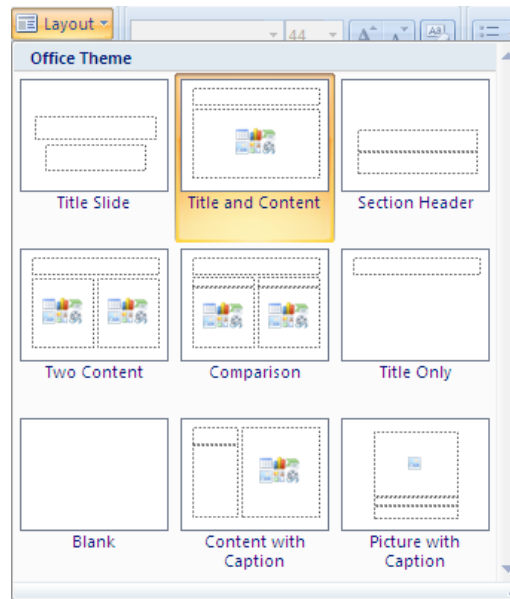 Layout
44
A
A
Aa
Office Theme
Title Slide
Title and Content
Section Header
Two Content
Comparison
Title Only
Blank
Content with
Caption
Picture with
Caption